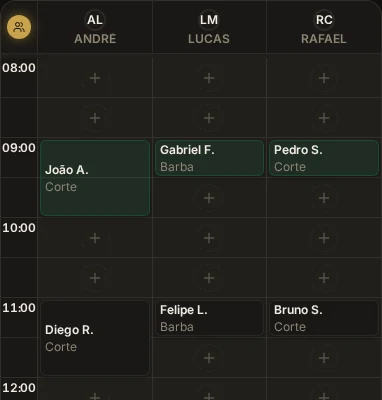 AL LM RC
ANDRÉ LUCAS RAFAEL
08:00
09:00
João A.
Corte
Gabriel F.
Barba
Pedro S.
Corte
10:00
11:00
Diego R.
Corte
Felipe L.
Barba
Bruno S.
Corte
12:00